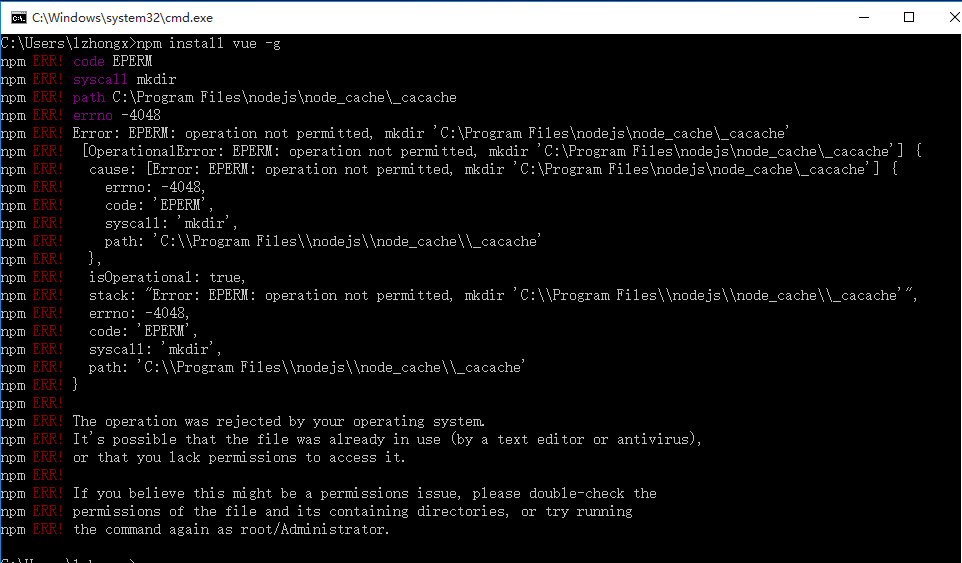 C:\Windows\system32\cmd.exe
C:\Users\lzhongx>npm install vue -g
npm ERR! code EPERM
npm ERR! syscall mkdir
npm ERR! path C:\Program Files\nodejs\node_cache\_cacache
npm ERR! errno -4048
npm ERR! Error: EPERM: operation not permitted, mkdir 'C:\Program Files\nodejs\node_cache\_cacache'
npm ERR!  [OperationalError: EPERM: operation not permitted, mkdir 'C:\Program Files\nodejs\node_cache\_cacache'] {
npm ERR!   cause: [Error: EPERM: operation not permitted, mkdir 'C:\Program Files\nodejs\node_cache\_cacache'] {
npm ERR!     errno: -4048,
npm ERR!     code: 'EPERM',
npm ERR!     syscall: 'mkdir',
npm ERR!     path: 'C:\\Program Files\\nodejs\\node_cache\\_cacache'
npm ERR!   },
npm ERR!   isOperational: true,
npm ERR!   stack: "Error: EPERM: operation not permitted, mkdir 'C:\\Program Files\\nodejs\\node_cache\\_cacache'",
npm ERR!   errno: -4048,
npm ERR!   code: 'EPERM',
npm ERR!   syscall: 'mkdir',
npm ERR!   path: 'C:\\Program Files\\nodejs\\node_cache\\_cacache'
npm ERR! }
npm ERR!
npm ERR! The operation was rejected by your operating system.
npm ERR! It's possible that the file was already in use (by a text editor or antivirus),
npm ERR! or that you lack permissions to access it.
npm ERR!
npm ERR! If you believe this might be a permissions issue, please double-check the
npm ERR! permissions of the file and its containing directories, or try running
npm ERR! the command again as root/Administrator.